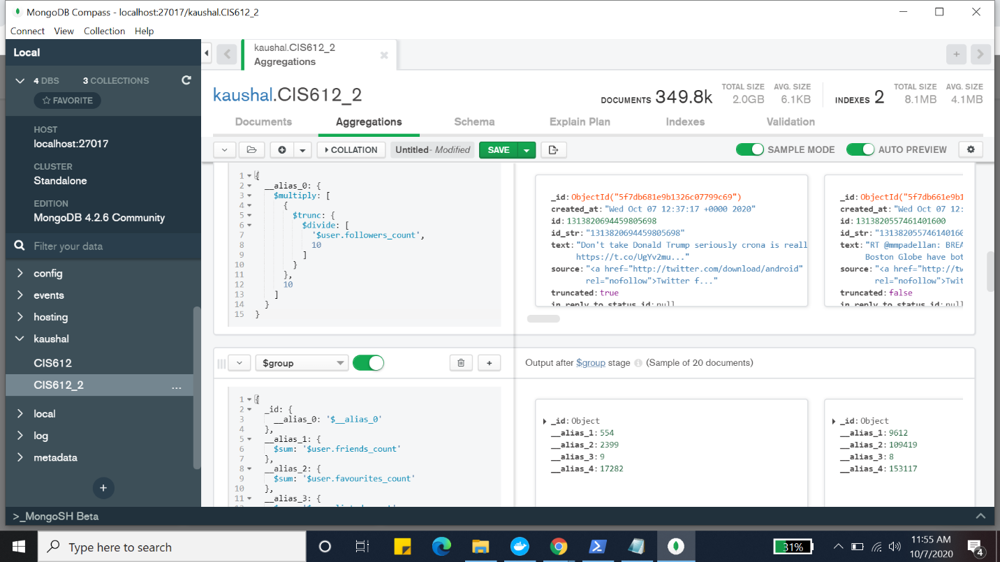 MongoDB Compass - localhost:27017/kaushal.CIS612_2
Connect View Collection Help
Local
4 DBS 3 COLLECTIONS
FAVORITE
HOST
localhost:27017
CLUSTER
Standalone
EDITION
MongoDB 4.2.6 Community
Filter your data
config
events
hosting
kaushal
CIS612
CIS612_2 ...
local
log
metadata
+
kaushal.CIS612_2
Aggregations
kaushal.CIS612_2
DOCUMENTS 349.8k
TOTAL SIZE 2.0GB
AVG. SIZE 6.1KB
INDEXES 2
TOTAL SIZE 8.1MB
AVG. SIZE 4.1MB
Documents Aggregations Schema Explain Plan Indexes Validation
COLLATION Untitled- Modified SAVE SAMPLE MODE AUTO PREVIEW
1 {
2 __alias_0: {
3 $multiply: [
4 {
5 $trunc: {
6 $divide: [
7 '$user.followers_count',
8 10
9 ]
10 }
11 },
12 10
13 ]
14 }
15 }
_id: ObjectId("5f7db681e9b1326c07799c69")
created_at: "Wed Oct 07 12:37:17 +0000 2020"
id: 1313820694459805698
id_str: "1313820694459805698"
text: "Don't take Donald Trump seriously crona is reall
https://t.co/UgYv2mu..."
source: "<a href="http://twitter.com/download/android"
rel="nofollow">Twitter f..."
truncated: true
in_reply_to_status_id: null
_id: ObjectId("5f7db661e9b1
created_at: "Wed Oct 07 12:
id: 1313820557461401600
id_str: "131382055746140160
text: "RT @mmpadellan: BREA
Boston Globe have bot
source: "<a href="http://tw
rel="nofollow">Twit
truncated: false
in_reply_to_status_id: null
$group
Output after $group stage (Sample of 20 documents)
1 {
2 _id: {
3 __alias_0: '$__alias_0'
4 },
5 __alias_1: {
6 $sum: '$user.friends_count'
7 },
8 __alias_2: {
9 $sum: '$user.favourites_count'
10 },
11 __alias_3: {
_id: Object
__alias_1: 554
__alias_2: 2399
__alias_3: 9
__alias_4: 17282
_id: Object
__alias_1: 9612
__alias_2: 109419
__alias_3: 8
__alias_4: 153117
>_MongoSH Beta
Type here to search
31%
11:55 AM
10/7/2020
4